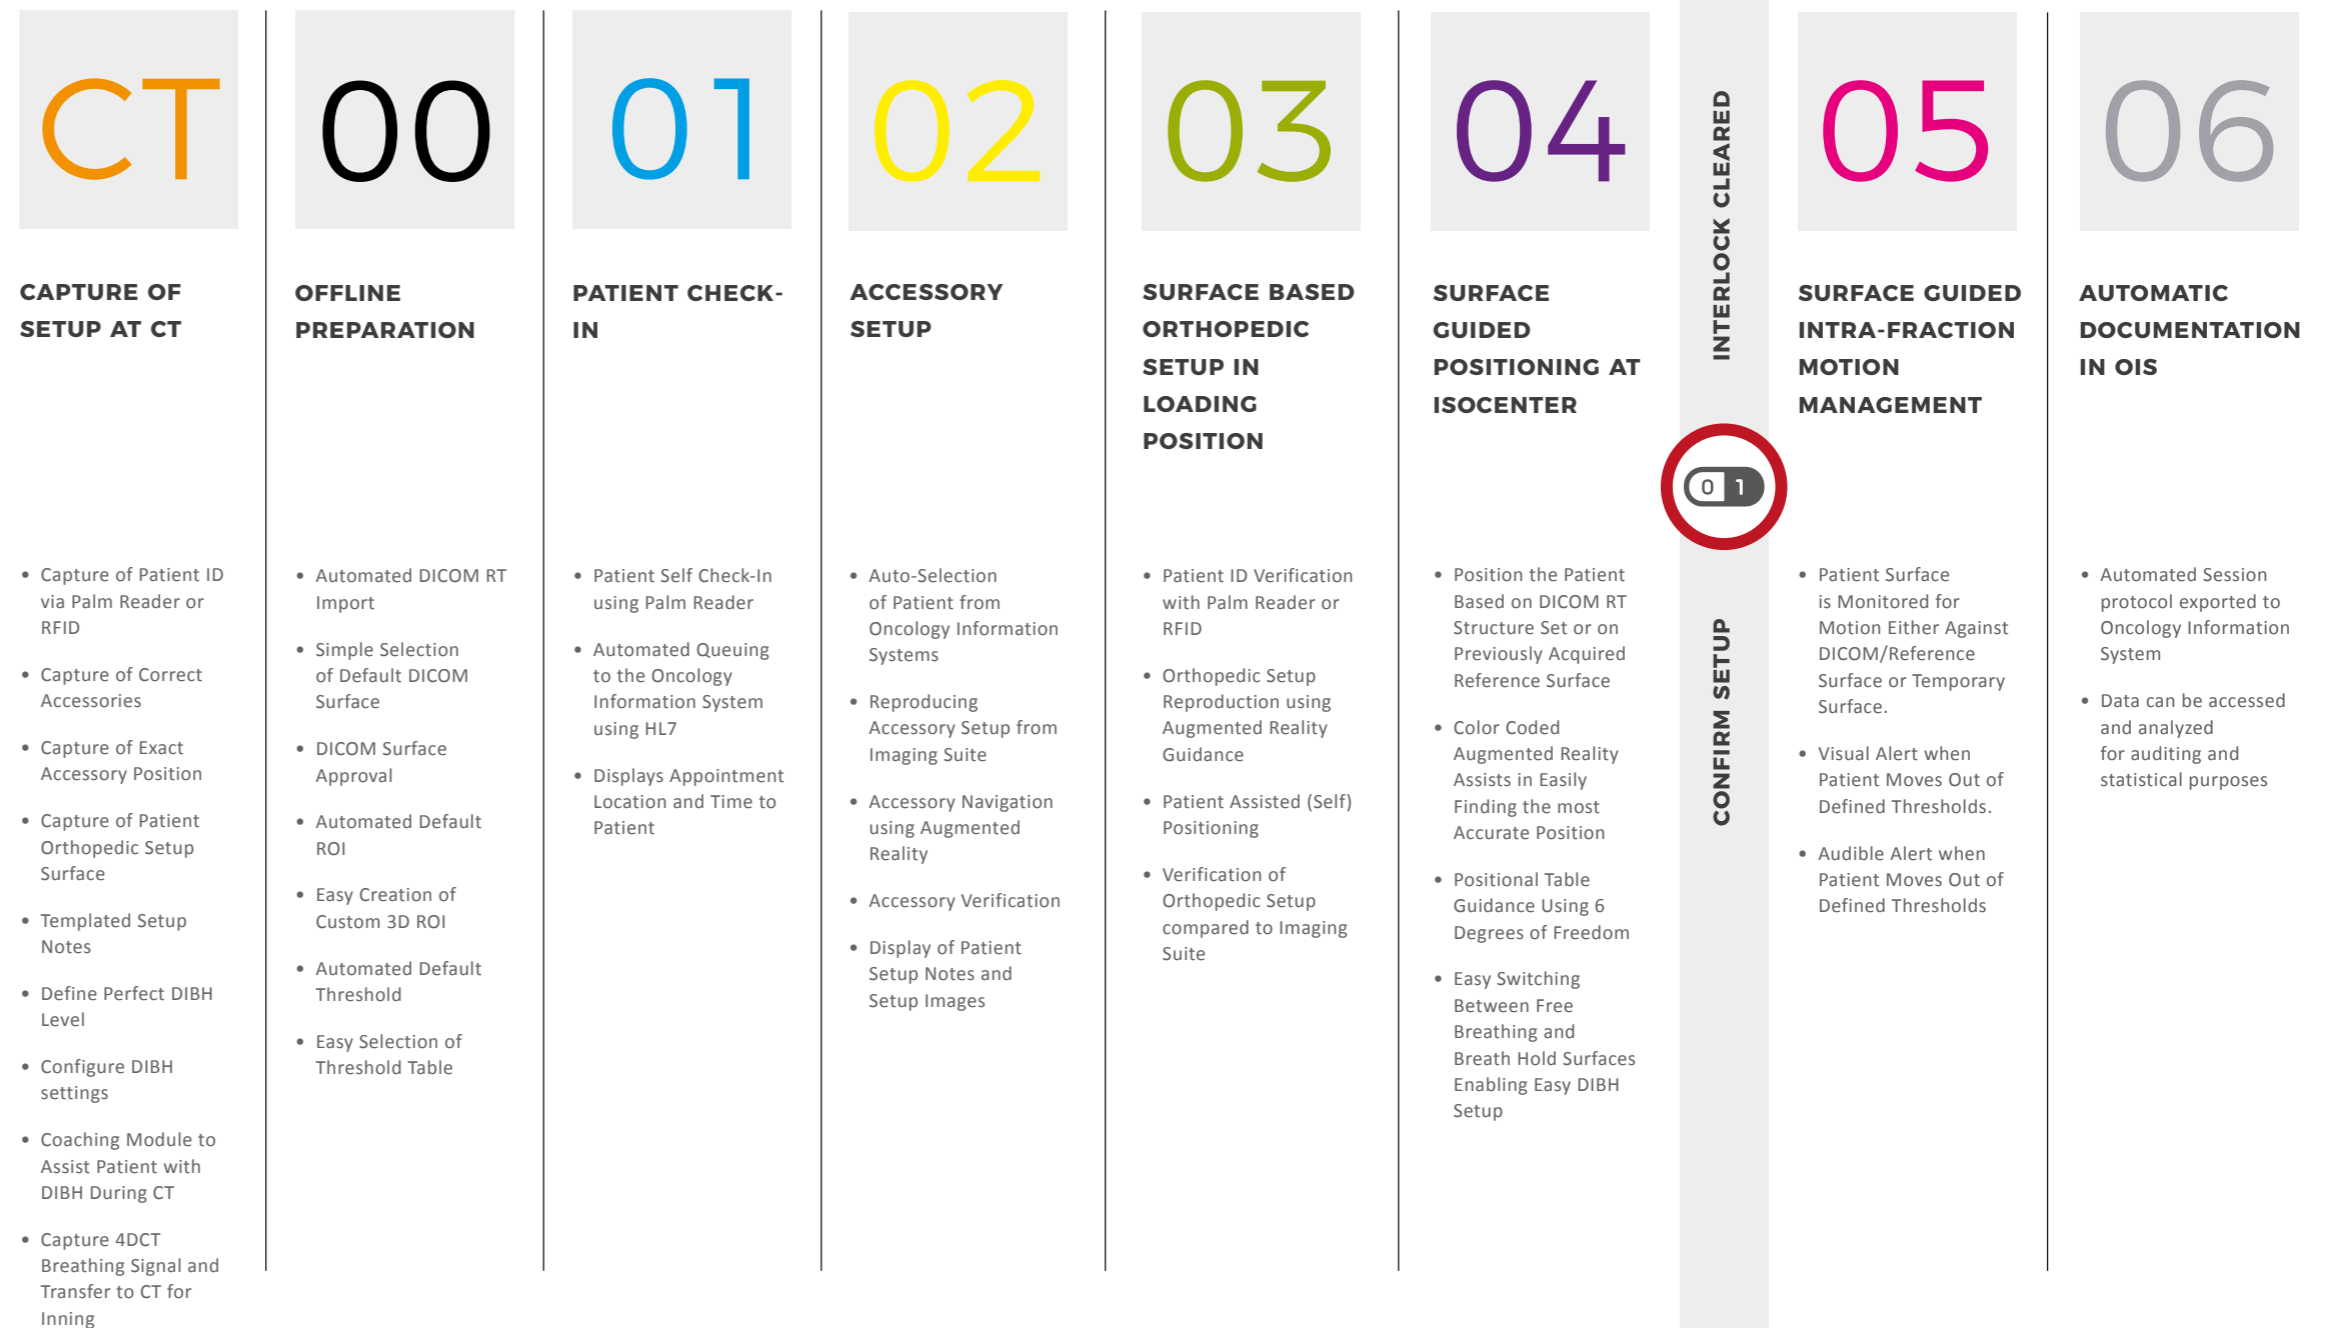 CT
CAPTURE OF
SETUP AT CT
• Capture of Patient ID
via Palm Reader or
RFID
• Capture of Correct
Accessories
• Capture of Exact
Accessory Position
• Capture of Patient
Orthopedic Setup
Surface
• Templated Setup
Notes
• Define Perfect DIBH
Level
• Configure DIBH
settings
• Coaching Module to
Assist Patient with
DIBH During CT
• Capture 4DCT
Breathing Signal and
Transfer to CT for
Inning
00
OFFLINE
PREPARATION
• Automated DICOM RT
Import
• Simple Selection
of Default DICOM
Surface
• DICOM Surface
Approval
• Automated Default
ROI
• Easy Creation of
Custom 3D ROI
• Automated Default
Threshold
• Easy Selection of
Threshold Table
01
PATIENT CHECK-
IN
• Patient Self Check-In
using Palm Reader
• Automated Queuing
to the Oncology
Information System
using HL7
• Displays Appointment
Location and Time to
Patient
02
ACCESSORY
SETUP
• Auto-Selection
of Patient from
Oncology Information
Systems
• Reproducing
Accessory Setup from
Imaging Suite
• Accessory Navigation
using Augmented
Reality
• Accessory Verification
• Display of Patient
Setup Notes and
Setup Images
03
SURFACE BASED
ORTHOPEDIC
SETUP IN
LOADING
POSITION
• Patient ID Verification
with Palm Reader or
RFID
• Orthopedic Setup
Reproduction using
Augmented Reality
Guidance
• Patient Assisted (Self)
Positioning
• Verification of
Orthopedic Setup
compared to Imaging
Suite
04
SURFACE
GUIDED
POSITIONING AT
ISOCENTER
• Position the Patient
Based on DICOM RT
Structure Set or on
Previously Acquired
Reference Surface
• Color Coded
Augmented Reality
Assists in Easily
Finding the most
Accurate Position
• Positional Table
Guidance Using 6
Degrees of Freedom
• Easy Switching
Between Free
Breathing and
Breath Hold Surfaces
Enabling Easy DIBH
Setup
INTERLOCK CLEARED
0 1
CONFIRM SETUP
05
SURFACE GUIDED
INTRA-FRACTION
MOTION
MANAGEMENT
• Patient Surface
is Monitored for
Motion Either Against
DICOM/Reference
Surface or Temporary
Surface.
• Visual Alert when
Patient Moves Out of
Defined Thresholds.
• Audible Alert when
Patient Moves Out of
Defined Thresholds
06
AUTOMATIC
DOCUMENTATION
IN OIS
• Automated Session
protocol exported to
Oncology Information
System
• Data can be accessed
and analyzed
for auditing and
statistical purposes